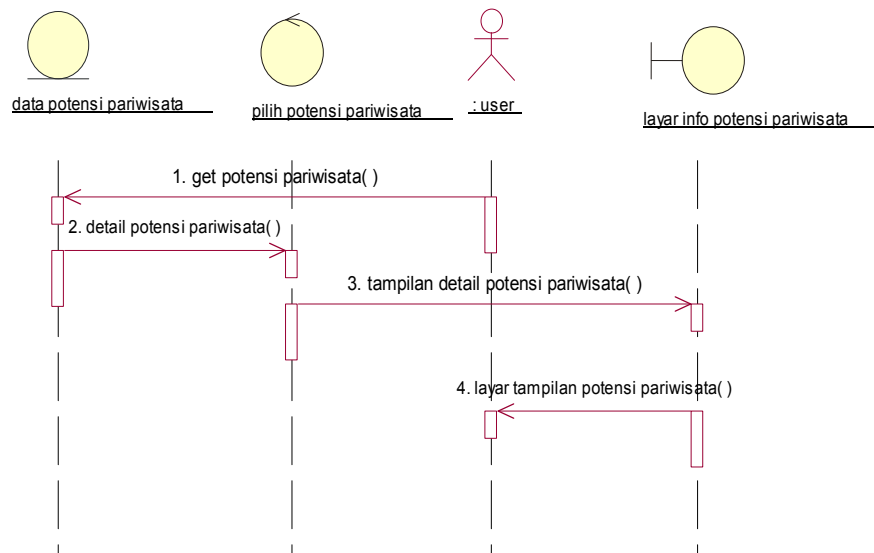 data potensi pariwisata
pilih potensi pariwisata
: user
layar info potensi pariwisata
1. get potensi pariwisata( )
2. detail potensi pariwisata( )
3. tampilan detail potensi pariwisata( )
4. layar tampilan potensi pariwisata( )